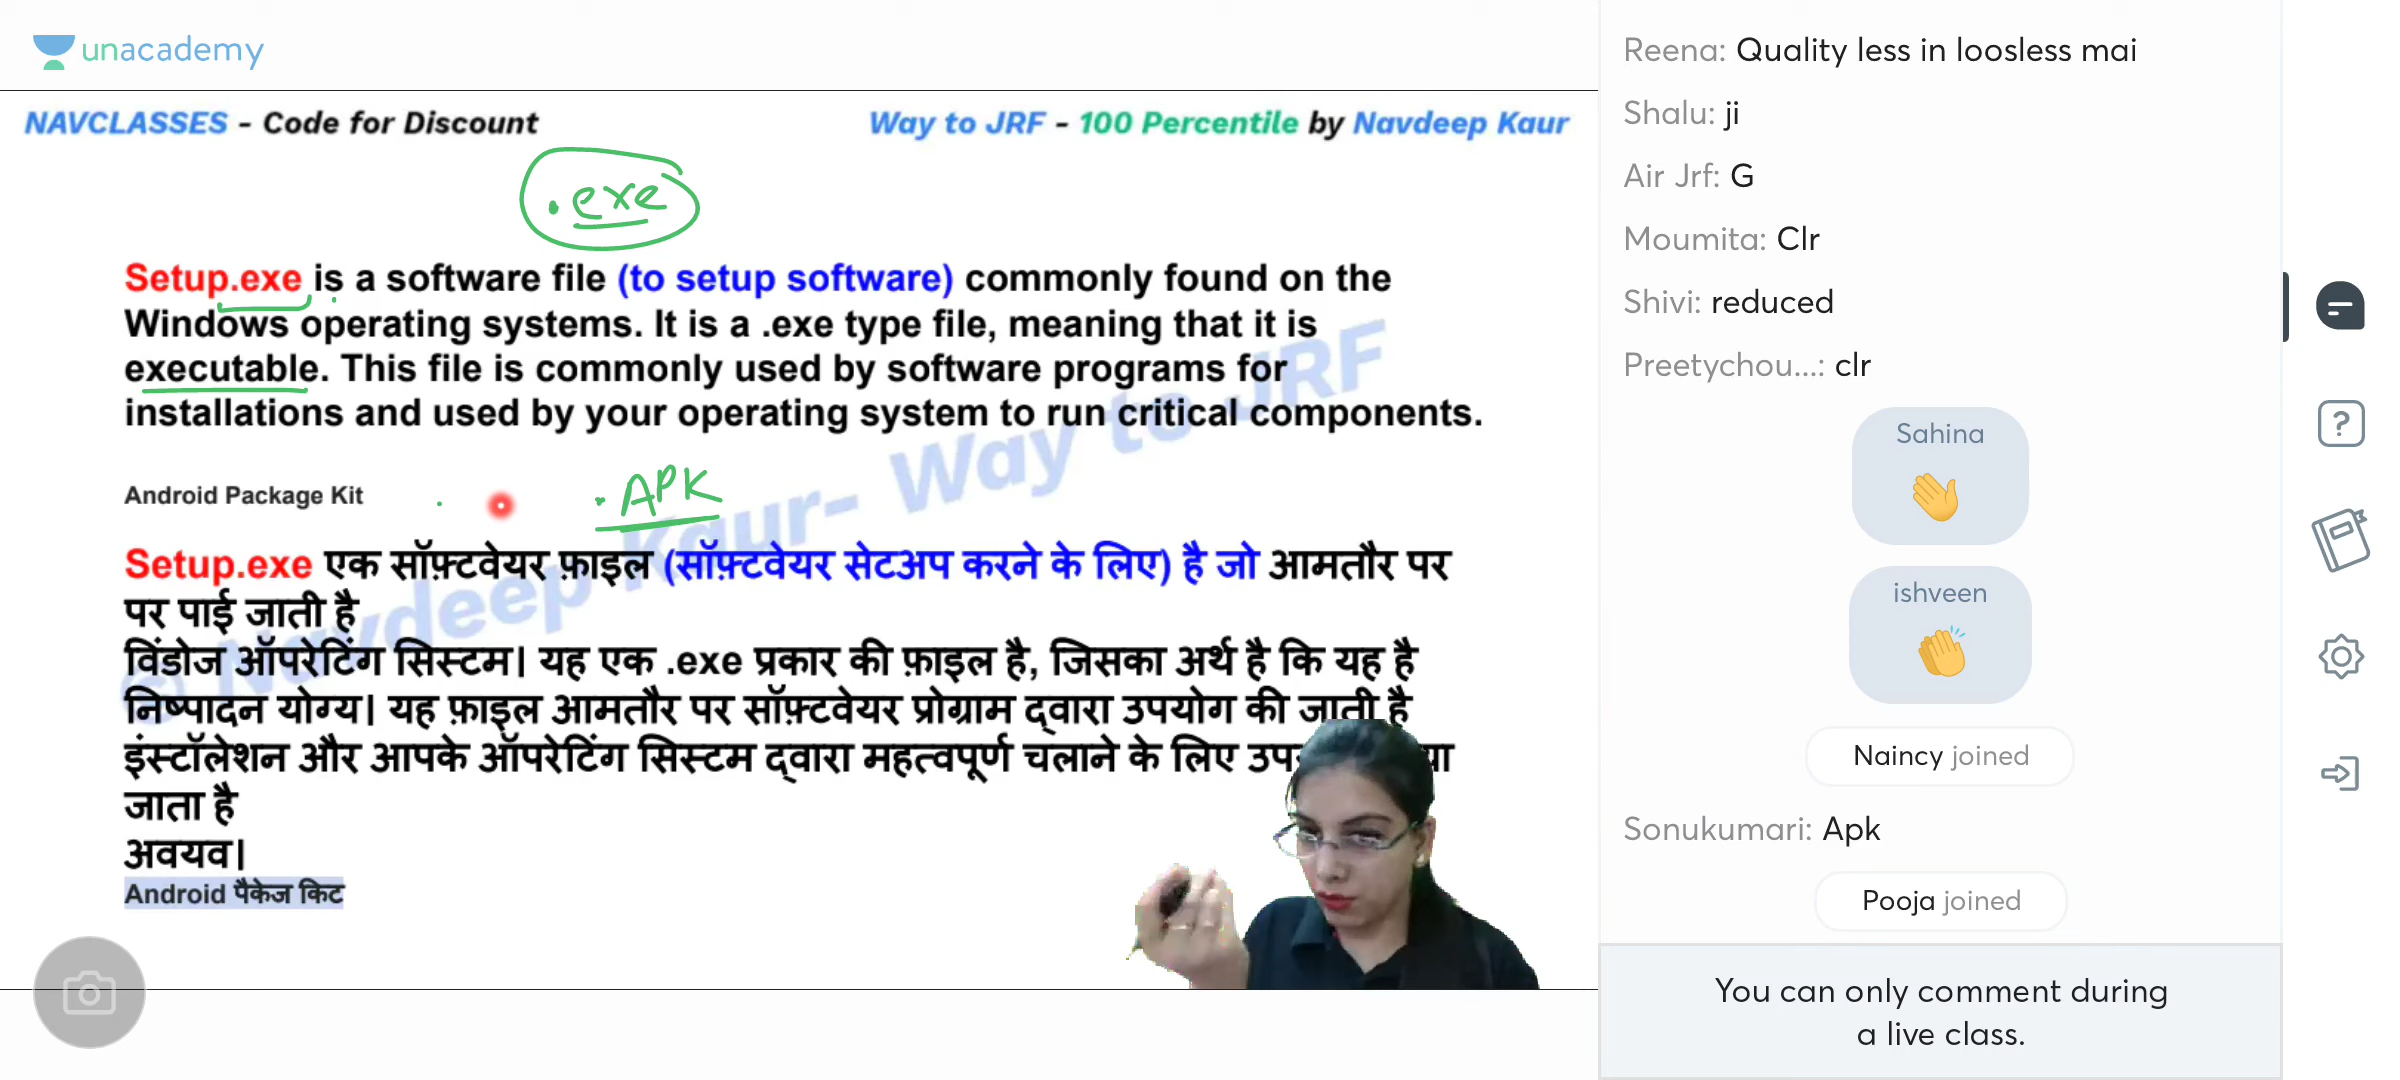 unacademy
NAVCLASSES - Code for Discount
Way to JRF - 100 Percentile by Navdeep Kaur
.exe
Setup.exe is a software file (to setup software) commonly found on the
Windows operating systems. It is a .exe type file, meaning that it is
executable. This file is commonly used by software programs for
installations and used by your operating system to run critical components.
Android Package Kit
.APK
Setup.exe एक सॉफ़्टवेयर फ़ाइल (सॉफ़्टवेयर सेटअप करने के लिए) है जो आमतौर पर
पर पाई जाती है
विंडोज ऑपरेटिंग सिस्टम। यह एक .exe प्रकार की फ़ाइल है, जिसका अर्थ है कि यह है
निष्पादन योग्य। यह फ़ाइल आमतौर पर सॉफ़्टवेयर प्रोग्राम द्वारा उपयोग की जाती है
इंस्टॉलेशन और आपके ऑपरेटिंग सिस्टम द्वारा महत्वपूर्ण चलाने के लिए
जाता है
अवयव।
Android पैकेज किट
© Navdeep Kaur- Way to JRF
Reena: Quality less in loosless mai
Shalu: ji
Air Jrf: G
Moumita: Clr
Shivi: reduced
Preetychou...: clr
Sahina
ishveen
Naincy joined
Sonukumari: Apk
Pooja joined
You can only comment during
a live class.